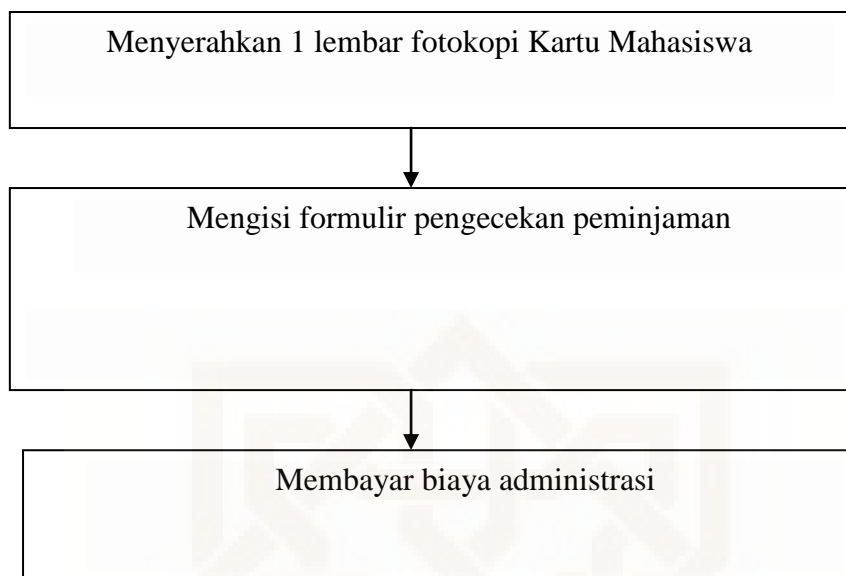 Menyerahkan 1 lembar fotokopi Kartu Mahasiswa
Mengisi formulir pengecekan peminjaman
Membayar biaya administrasi